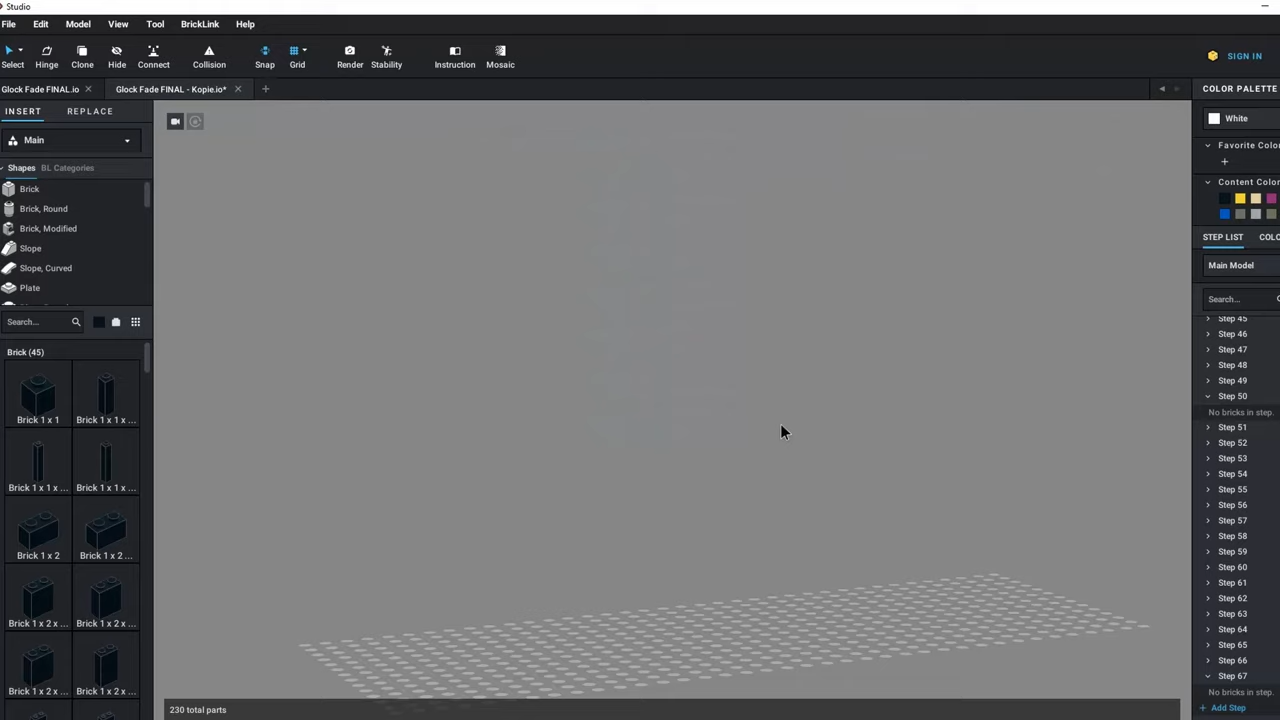 Studio
File Edit Model View Tool BrickLink Help
Select Hinge Clone Hide Connect Collision Snap Grid Render Stability Instruction Mosaic
SIGN IN
Glock Fade FINAL.io Glock Fade FINAL - Kopie.io*
COLOR PALETTE
INSERT REPLACE
White
Main
Favorite Color
Shapes BL Categories
Content Color
Brick
Brick, Round
Brick, Modified
Slope
Slope, Curved
Plate
STEP LIST COLO
Main Model
Search...
Search...
Brick (45)
Brick 1 x 1 Brick 1 x 1 x ...
Brick 1 x 1 x ... Brick 1 x 1 x ...
Brick 1 x 2 Brick 1 x 2 ...
Brick 1 x 2 x ... Brick 1 x 2 x ...
Brick 1 x 2 x ... Brick 1 x 2 x ...
Step 45
Step 46
Step 47
Step 48
Step 49
Step 50
No bricks in step.
Step 51
Step 52
Step 53
Step 54
Step 55
Step 56
Step 57
Step 58
Step 59
Step 60
Step 61
Step 62
Step 63
Step 64
Step 65
Step 66
Step 67
No bricks in step.
+ Add Step
230 total parts